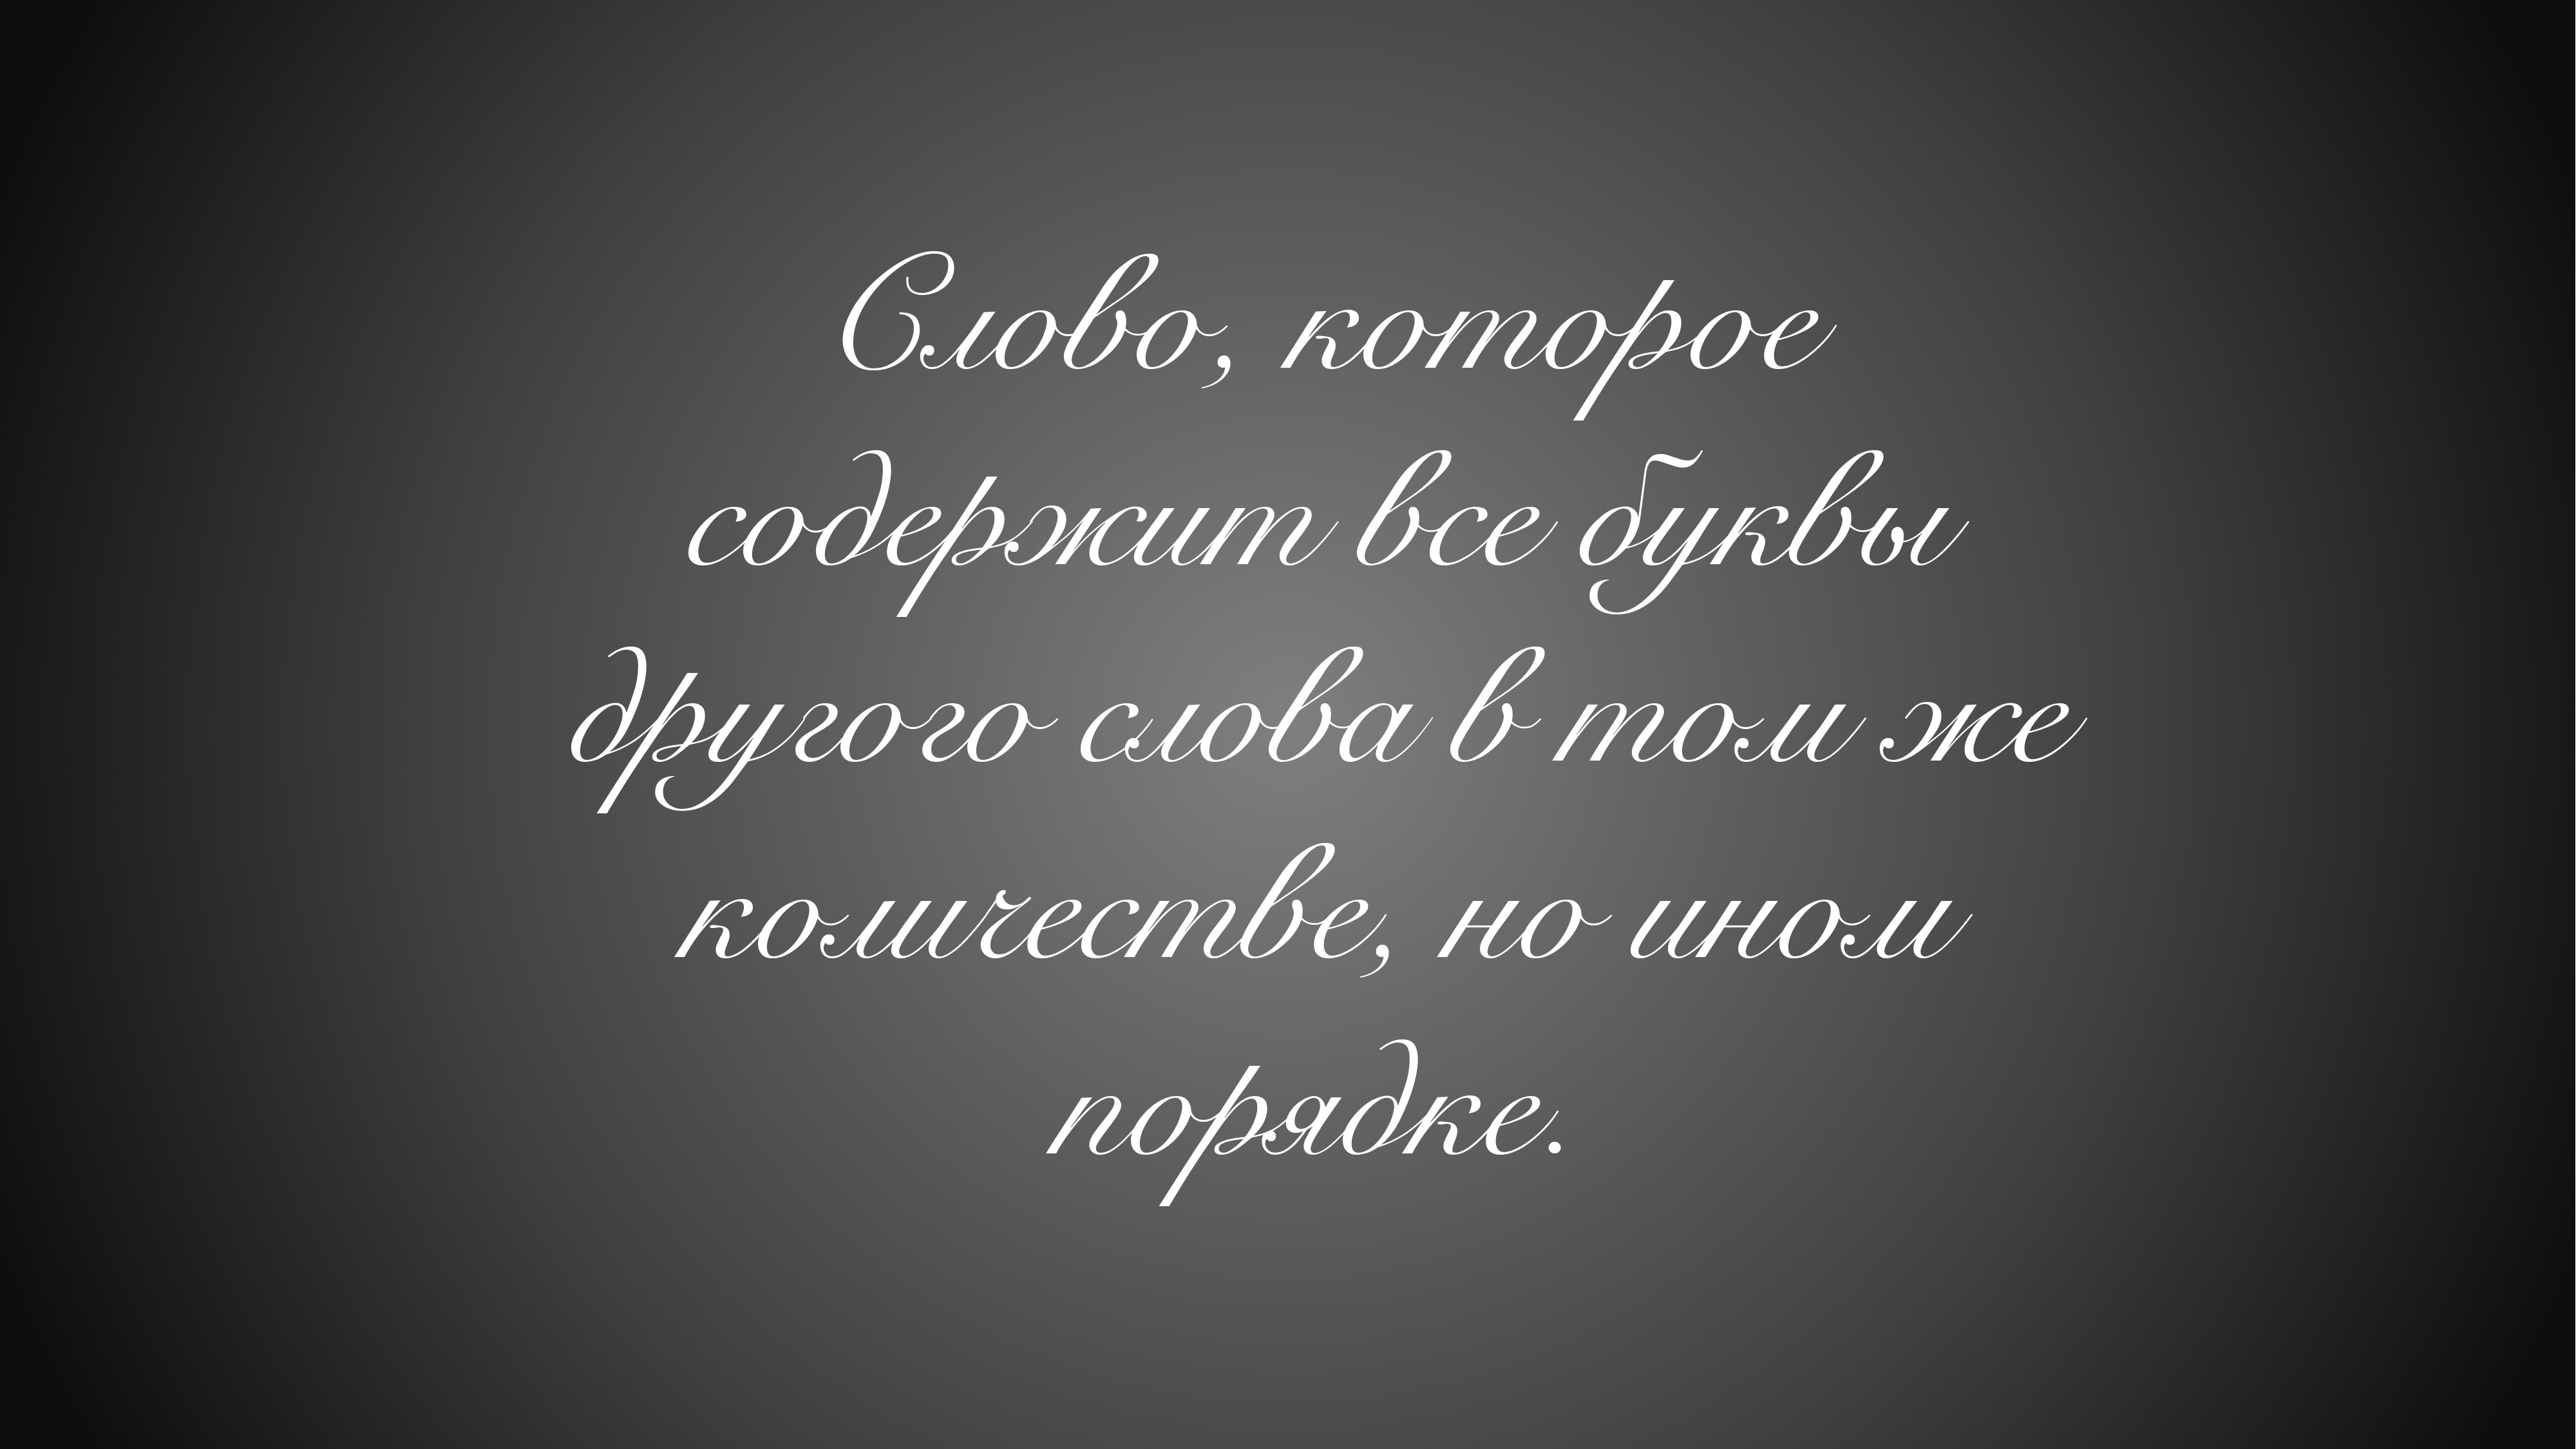 Слово, которое
содержит все буквы
другого слова в том же
количестве, но ином
порядке.